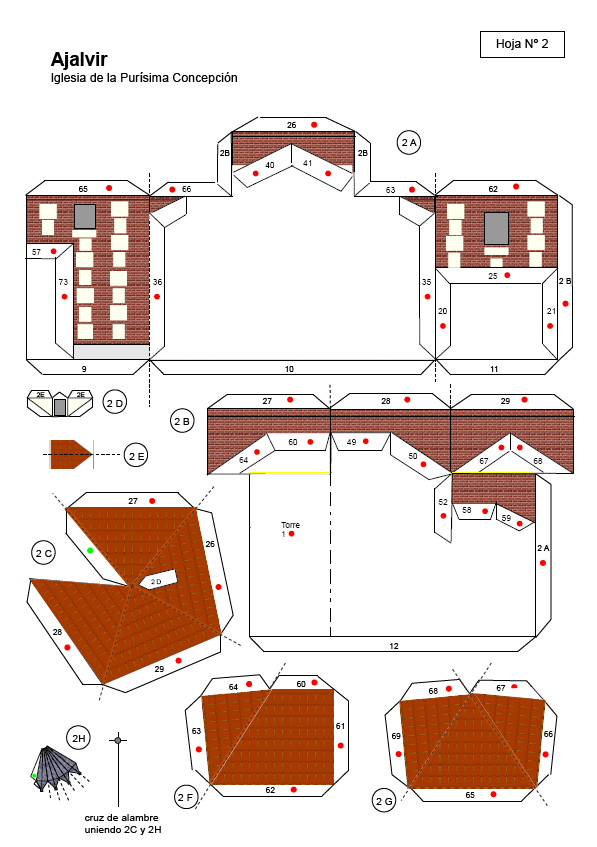 Hoja Nº 2
Ajalvir
Iglesia de la Purísima Concepción
26
2 A
2B
2B
40
41
65
66
63
62
57
73
36
35
25
2 B
20
21
9
10
11
2E
2E
2 D
27
28
29
2 B
64
60
49
50
67
68
2 E
52
58
59
27
Torre
1
26
2 C
2 A
2 D
28
29
12
64
60
68
67
63
61
69
66
2H
62
65
2 F
2 G
cruz de alambre
uniendo 2C y 2H